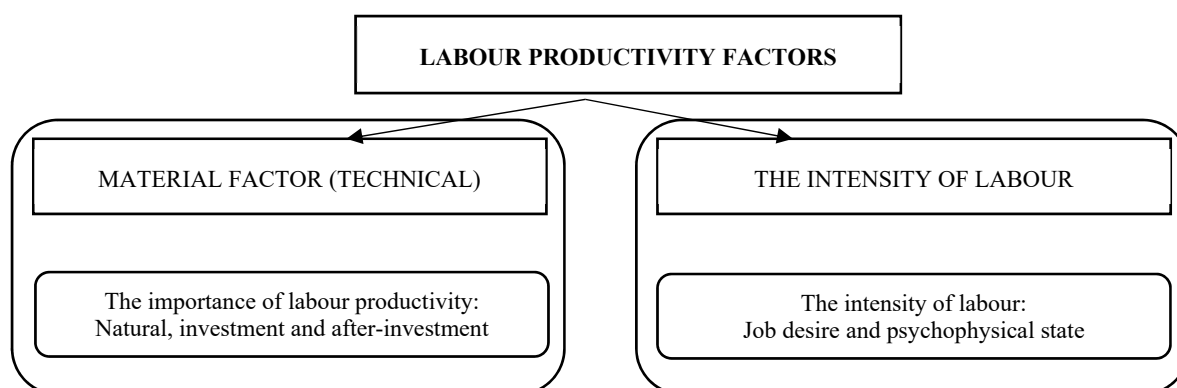 LABOUR PRODUCTIVITY FACTORS
MATERIAL FACTOR (TECHNICAL)
The importance of labour productivity:
Natural, investment and after-investment
THE INTENSITY OF LABOUR
The intensity of labour:
Job desire and psychophysical state